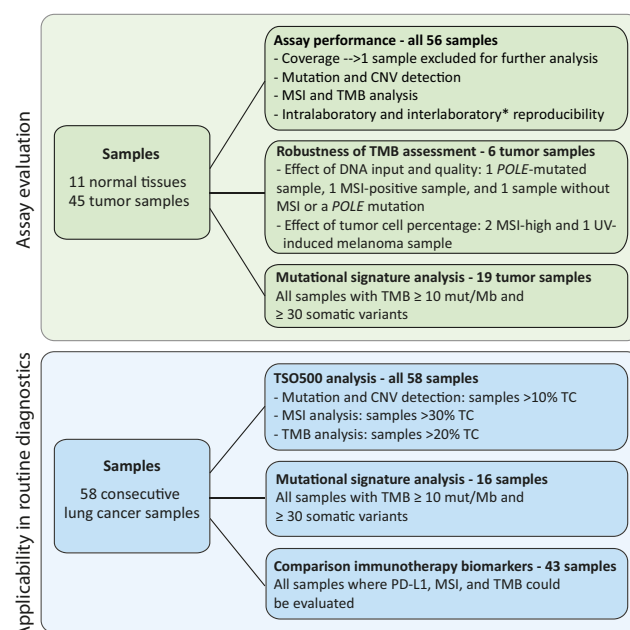 Assay evaluation
Samples
11 normal tissues
45 tumor samples
Assay performance - all 56 samples
- Coverage -->1 sample excluded for further analysis
- Mutation and CNV detection
- MSI and TMB analysis
- Intralaboratory and interlaboratory* reproducibility
Robustness of TMB assessment - 6 tumor samples
- Effect of DNA input and quality: 1 POLE-mutated
sample, 1 MSI-positive sample, and 1 sample without
MSI or a POLE mutation
- Effect of tumor cell percentage: 2 MSI-high and 1 UV-
induced melanoma sample
Mutational signature analysis - 19 tumor samples
All samples with TMB ≥ 10 mut/Mb and
≥ 30 somatic variants
Applicability in routine diagnostics
Samples
58 consecutive
lung cancer samples
TSO500 analysis - all 58 samples
- Mutation and CNV detection: samples >10% TC
- MSI analysis: samples >30% TC
- TMB analysis: samples >20% TC
Mutational signature analysis - 16 samples
All samples with TMB ≥ 10 mut/Mb and
≥ 30 somatic variants
Comparison immunotherapy biomarkers - 43 samples
All samples where PD-L1, MSI, and TMB could
be evaluated